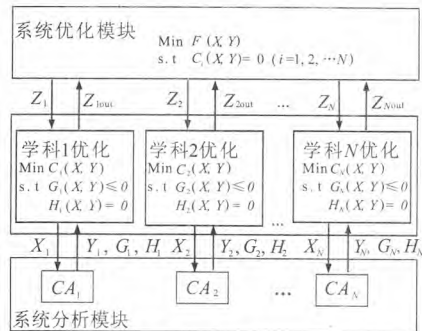 系统优化模块
Min F(X, Y)
s.t C_i(X, Y)=0 (i=1, 2, …N)
Z_1 Z_1out Z_2 Z_2out … Z_N Z_Nout
学科1优化 学科2优化 学科N优化
Min C_1(X, Y) Min C_2(X, Y) Min C_N(X, Y)
s.t G_1(X, Y)≤0 s.t G_2(X, Y)≤0 s.t G_N(X, Y)≤0
H_1(X, Y)=0 H_2(X, Y)=0 H_N(X, Y)=0
…
X_1 Y_1, G_1, H_1 X_2 Y_2, G_2, H_2 X_N Y_N, G_N, H_N
CA_1 CA_2 … CA_N
系统分析模块